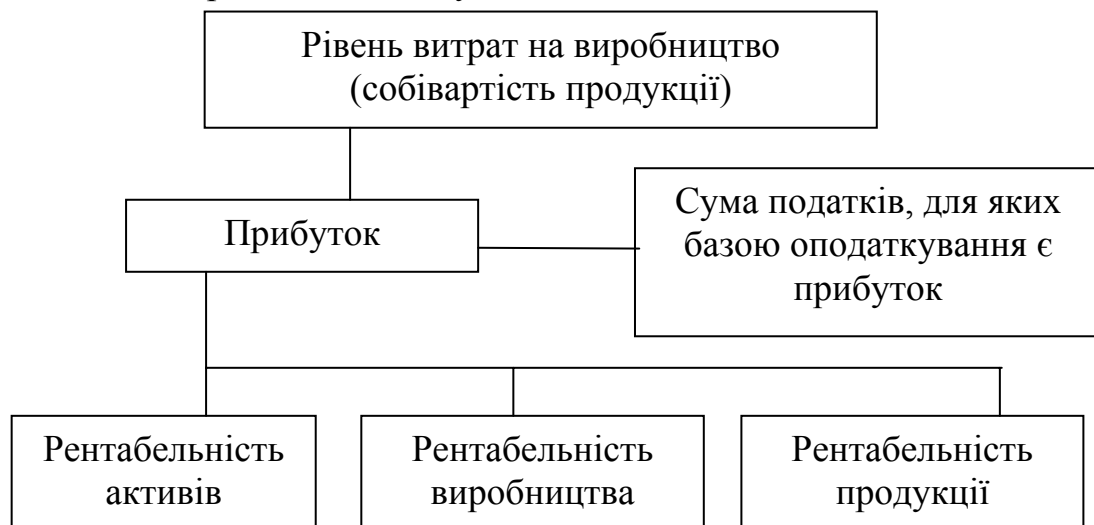 Рівень витрат на виробництво
(собівартість продукції)
Прибуток
Сума податків, для яких
базою оподаткування є
прибуток
Рентабельність
активів
Рентабельність
виробництва
Рентабельність
продукції